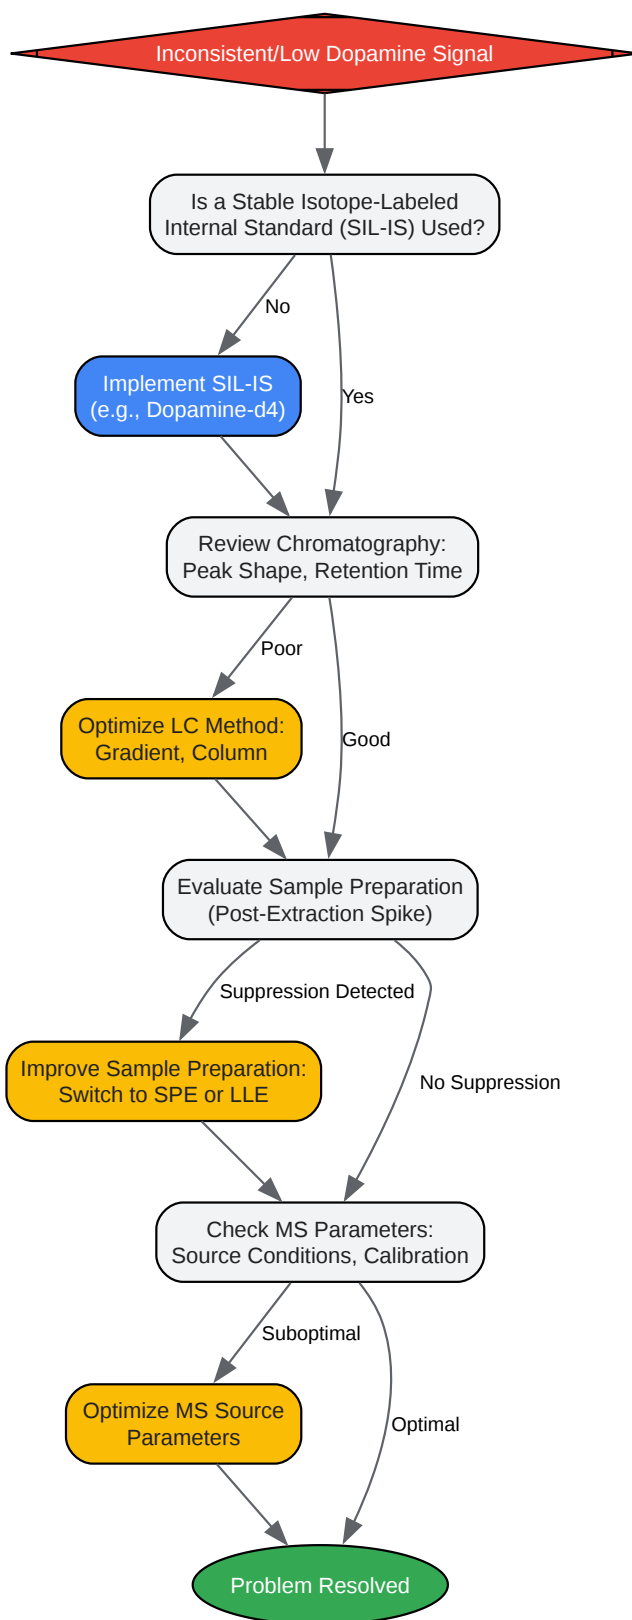 Inconsistent/Low Dopamine Signal
Is a Stable Isotope-Labeled
Internal Standard (SIL-IS) Used?
No
Implement SIL-IS
(e.g., Dopamine-d4)
Yes
Review Chromatography:
Peak Shape, Retention Time
Poor
Optimize LC Method:
Gradient, Column
Good
Evaluate Sample Preparation
(Post-Extraction Spike)
Suppression Detected
Improve Sample Preparation:
Switch to SPE or LLE
No Suppression
Check MS Parameters:
Source Conditions, Calibration
Suboptimal
Optimize MS Source
Parameters
Optimal
Problem Resolved